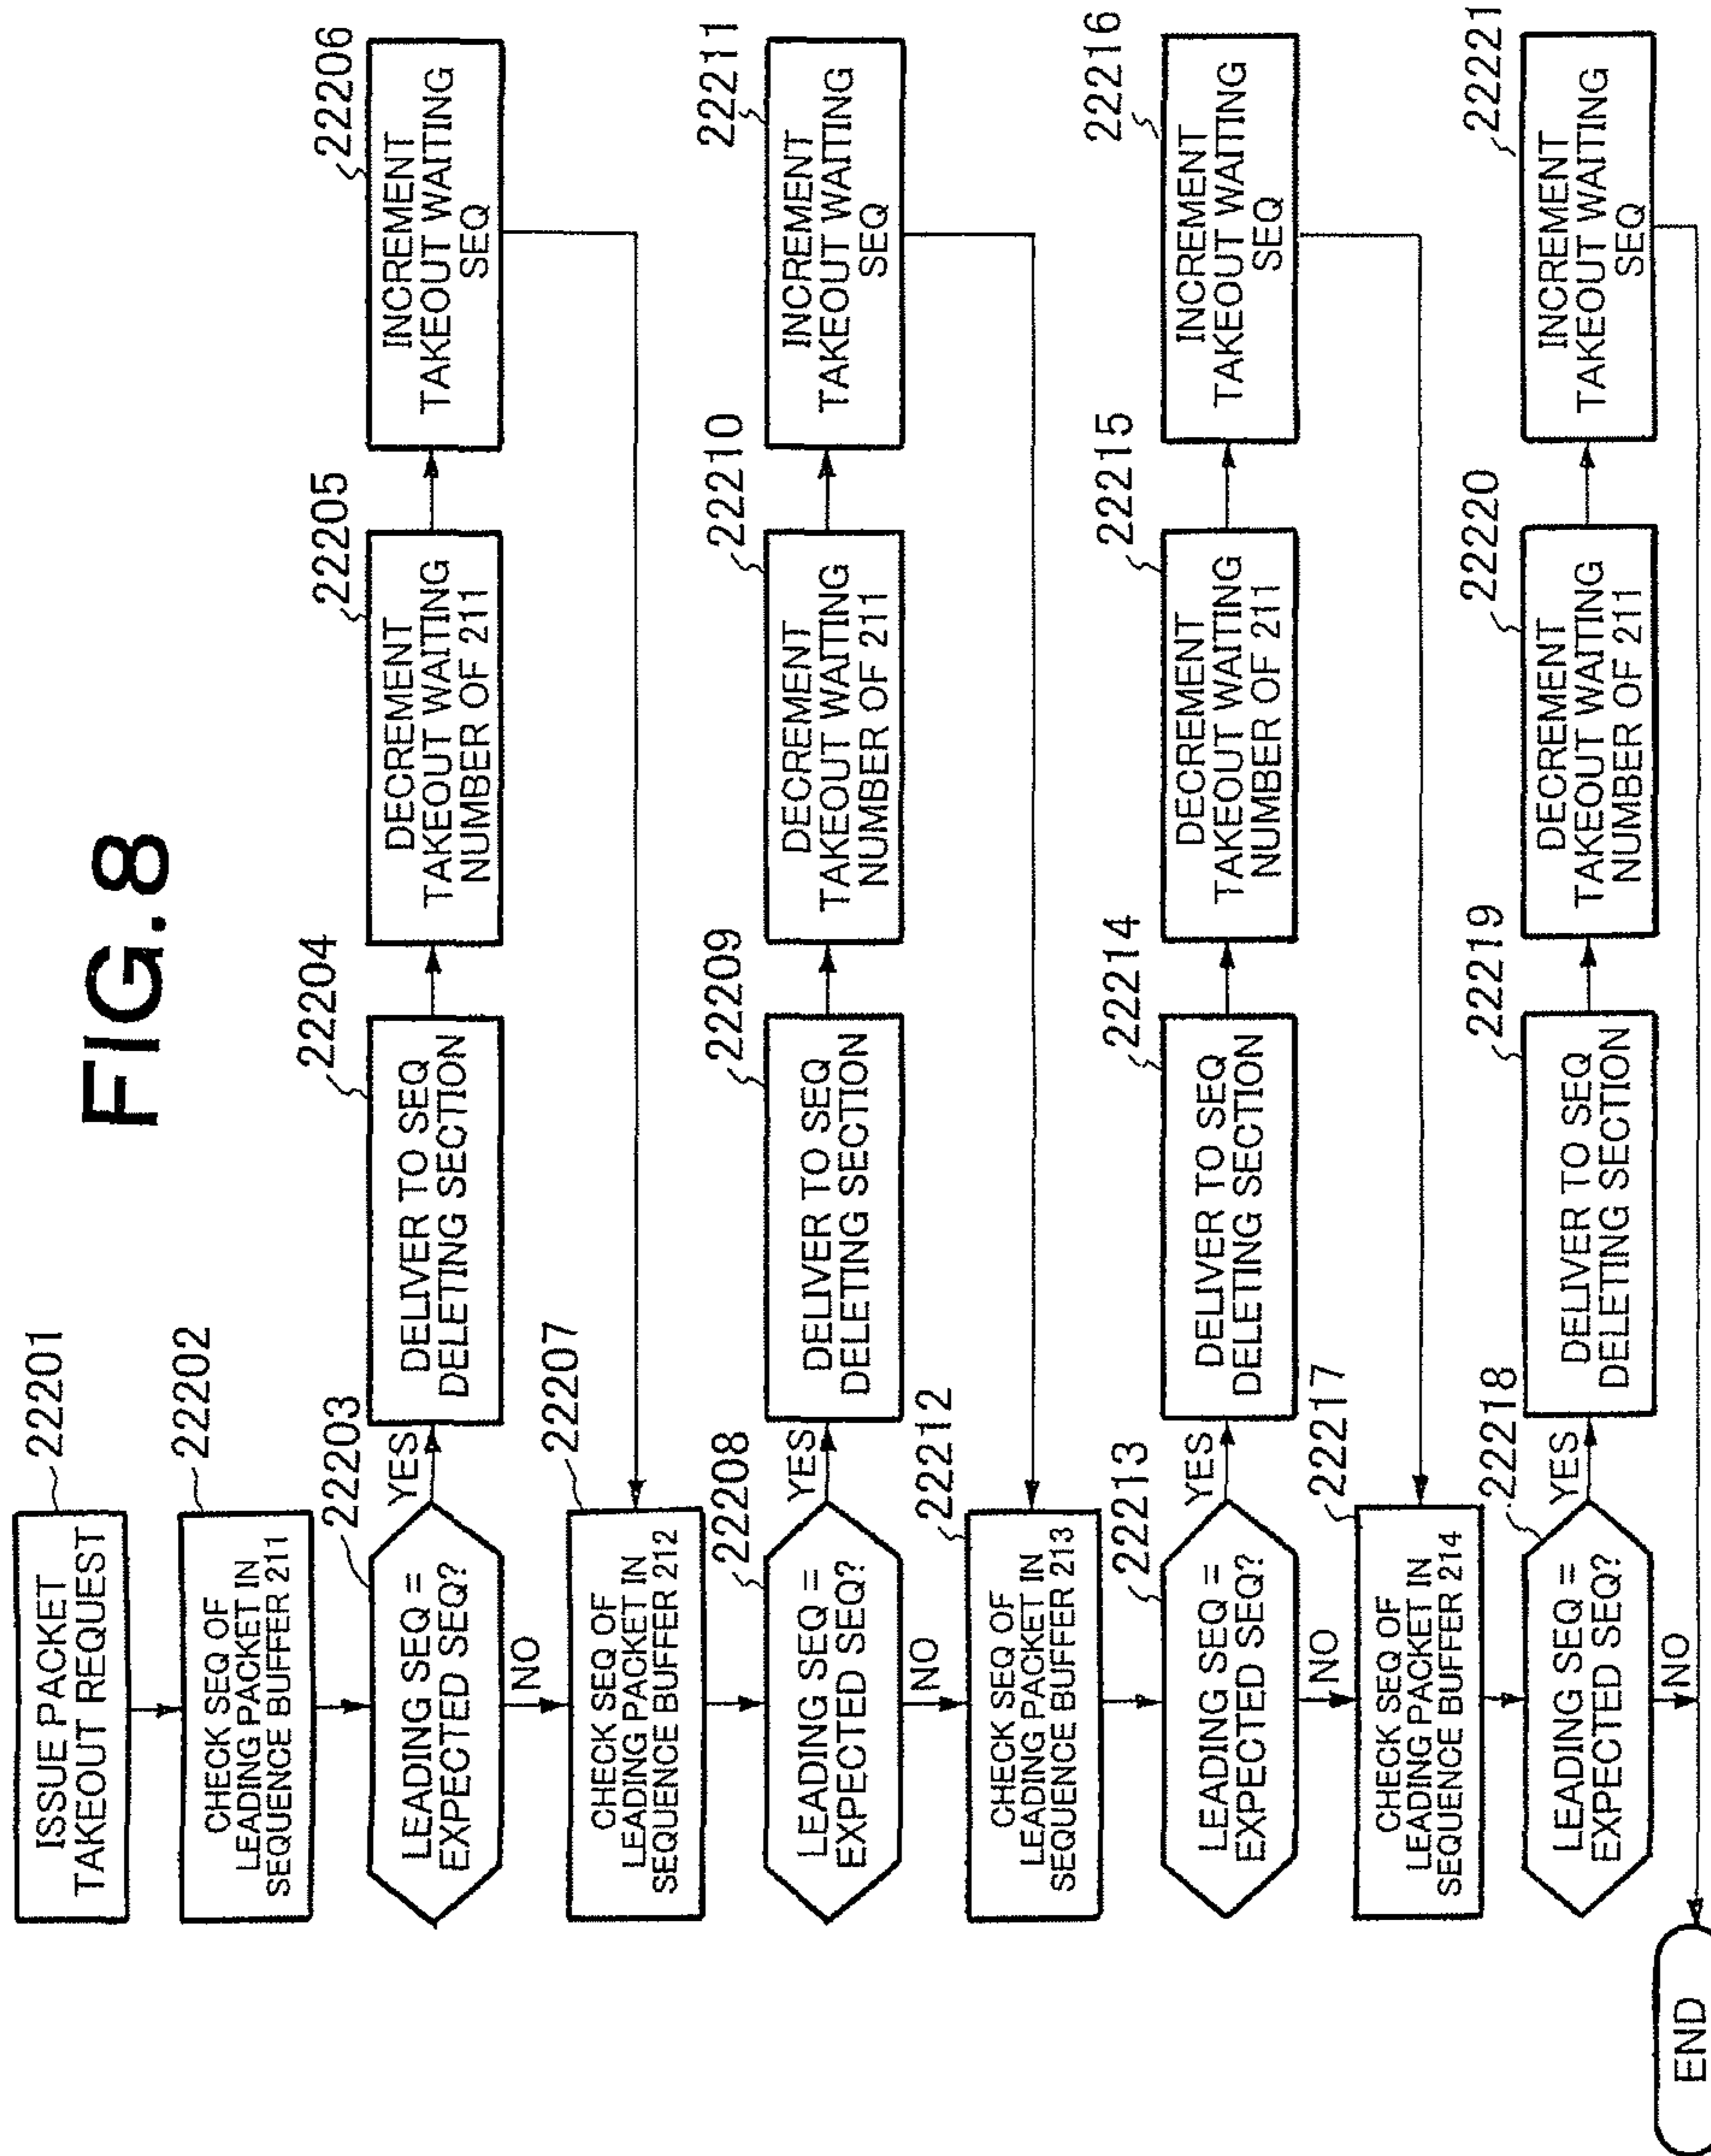 FIG.8
22201
ISSUE PACKET
TAKEOUT REQUEST
22202
CHECK SEQ OF
LEADING PACKET IN
SEQUENCE BUFFER 211
22203
LEADING SEQ =
EXPECTED SEQ?
YES
NO
22204
DELIVER TO SEQ
DELETING SECTION
22205
DECREMENT
TAKEOUT WAITING
NUMBER OF 211
22206
INCREMENT
TAKEOUT WAITING
SEQ
22207
CHECK SEQ OF
LEADING PACKET IN
SEQUENCE BUFFER 212
22208
LEADING SEQ =
EXPECTED SEQ?
YES
NO
22209
DELIVER TO SEQ
DELETING SECTION
22210
DECREMENT
TAKEOUT WAITING
NUMBER OF 211
22211
INCREMENT
TAKEOUT WAITING
SEQ
22212
CHECK SEQ OF
LEADING PACKET IN
SEQUENCE BUFFER 213
22213
LEADING SEQ =
EXPECTED SEQ?
YES
NO
22214
DELIVER TO SEQ
DELETING SECTION
22215
DECREMENT
TAKEOUT WAITING
NUMBER OF 211
22216
INCREMENT
TAKEOUT WAITING
SEQ
22217
CHECK SEQ OF
LEADING PACKET IN
SEQUENCE BUFFER 214
22218
LEADING SEQ =
EXPECTED SEQ?
YES
NO
22219
DELIVER TO SEQ
DELETING SECTION
22220
DECREMENT
TAKEOUT WAITING
NUMBER OF 211
22221
INCREMENT
TAKEOUT WAITING
SEQ
END